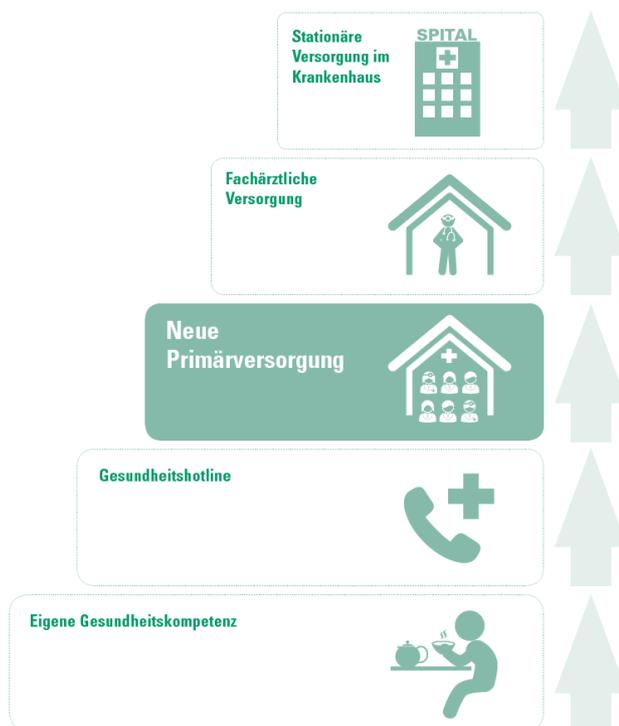 Stationäre
Versorgung im
Krankenhaus
SPITAL
Fachärztliche
Versorgung
Neue
Primärversorgung
Gesundheitshotline
Eigene Gesundheitskompetenz